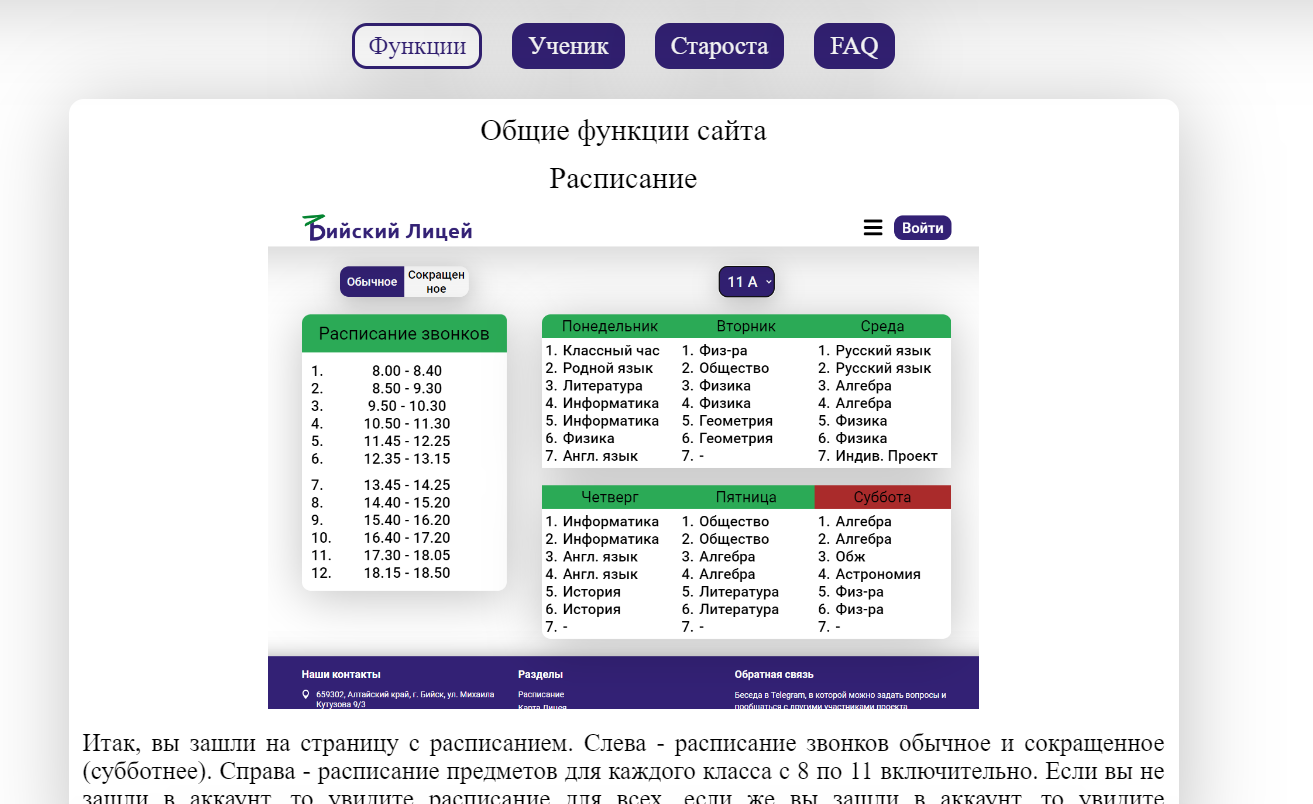 Функции Ученик Староста FAQ
Общие функции сайта
Расписание
Бийский Лицей
Войти
Обычное
Сокращен
ное
11 А
Расписание звонков
1. 8.00 - 8.40
2. 8.50 - 9.30
3. 9.50 - 10.30
4. 10.50 - 11.30
5. 11.45 - 12.25
6. 12.35 - 13.15
7. 13.45 - 14.25
8. 14.40 - 15.20
9. 15.40 - 16.20
10. 16.40 - 17.20
11. 17.30 - 18.05
12. 18.15 - 18.50
Понедельник
1. Классный час
2. Родной язык
3. Литература
4. Информатика
5. Информатика
6. Физика
7. Англ. язык
Вторник
1. Физ-ра
2. Общество
3. Физика
4. Физика
5. Геометрия
6. Геометрия
7. -
Среда
1. Русский язык
2. Русский язык
3. Алгебра
4. Алгебра
5. Физика
6. Физика
7. Индив. Проект
Четверг
1. Информатика
2. Информатика
3. Англ. язык
4. Англ. язык
5. История
6. История
7. -
Пятница
1. Общество
2. Общество
3. Алгебра
4. Алгебра
5. Литература
6. Литература
7. -
Суббота
1. Алгебра
2. Алгебра
3. Обж
4. Астрономия
5. Физ-ра
6. Физ-ра
7. -
Наши контакты
659302, Алтайский край, г. Бийск, ул. Михаила
Кутузова 9/3
Разделы
Расписание
Карта Лицея
Обратная связь
Беседа в Telegram, в которой можно задать вопросы и
пообщаться с другими участниками проекта
Итак, вы зашли на страницу с расписанием. Слева - расписание звонков обычное и сокращенное
(субботнее). Справа - расписание предметов для каждого класса с 8 по 11 включительно. Если вы не
зашли в аккаунт, то увидите расписание для всех, если же вы зашли в аккаунт, то увидите